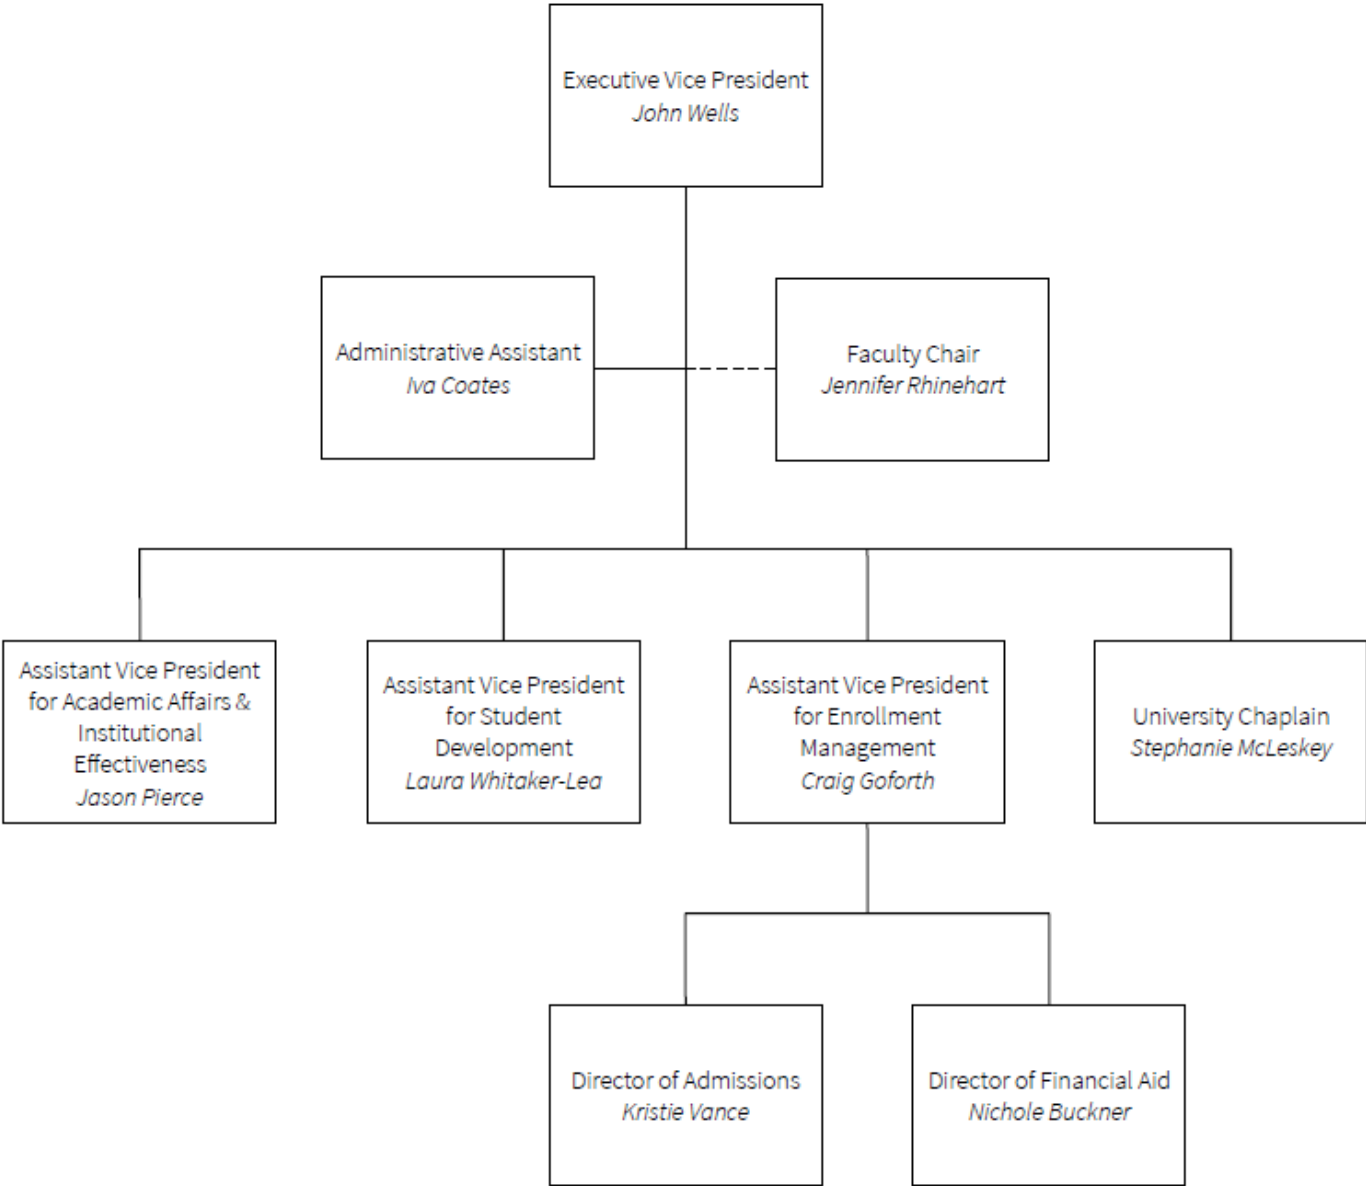 Executive Vice President
John Wells
Administrative Assistant
Iva Coates
Faculty Chair
Jennifer Rhinehart
Assistant Vice President
for Academic Affairs &
Institutional
Effectiveness
Jason Pierce
Assistant Vice President
for Student
Development
Laura Whitaker-Lea
Assistant Vice President
for Enrollment
Management
Craig Goforth
University Chaplain
Stephanie McLeskey
Director of Admissions
Kristie Vance
Director of Financial Aid
Nichole Buckner